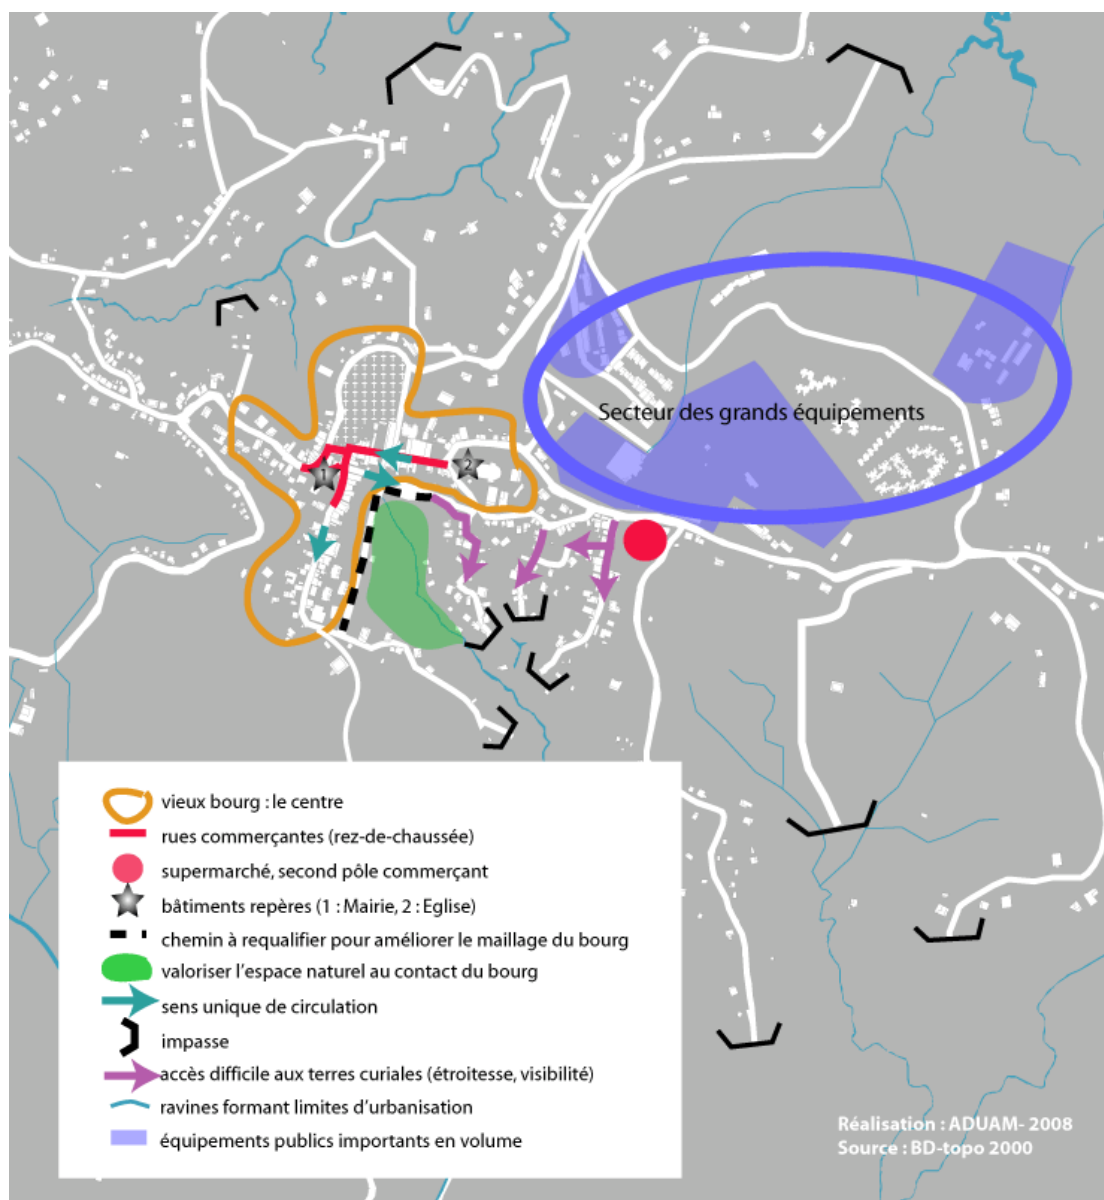 Secteur des grands équipements
1
2
vieux bourg : le centre
rues commerçantes (rez-de-chaussée)
supermarché, second pôle commerçant
bâtiments repères (1 : Mairie, 2 : Eglise)
chemin à requalifier pour améliorer le maillage du bourg
valoriser l'espace naturel au contact du bourg
sens unique de circulation
impasse
accès difficile aux terres curiales (étroitesse, visibilité)
ravines formant limites d'urbanisation
équipements publics importants en volume
Réalisation : ADUAM- 2008
Source : BD-topo 2000